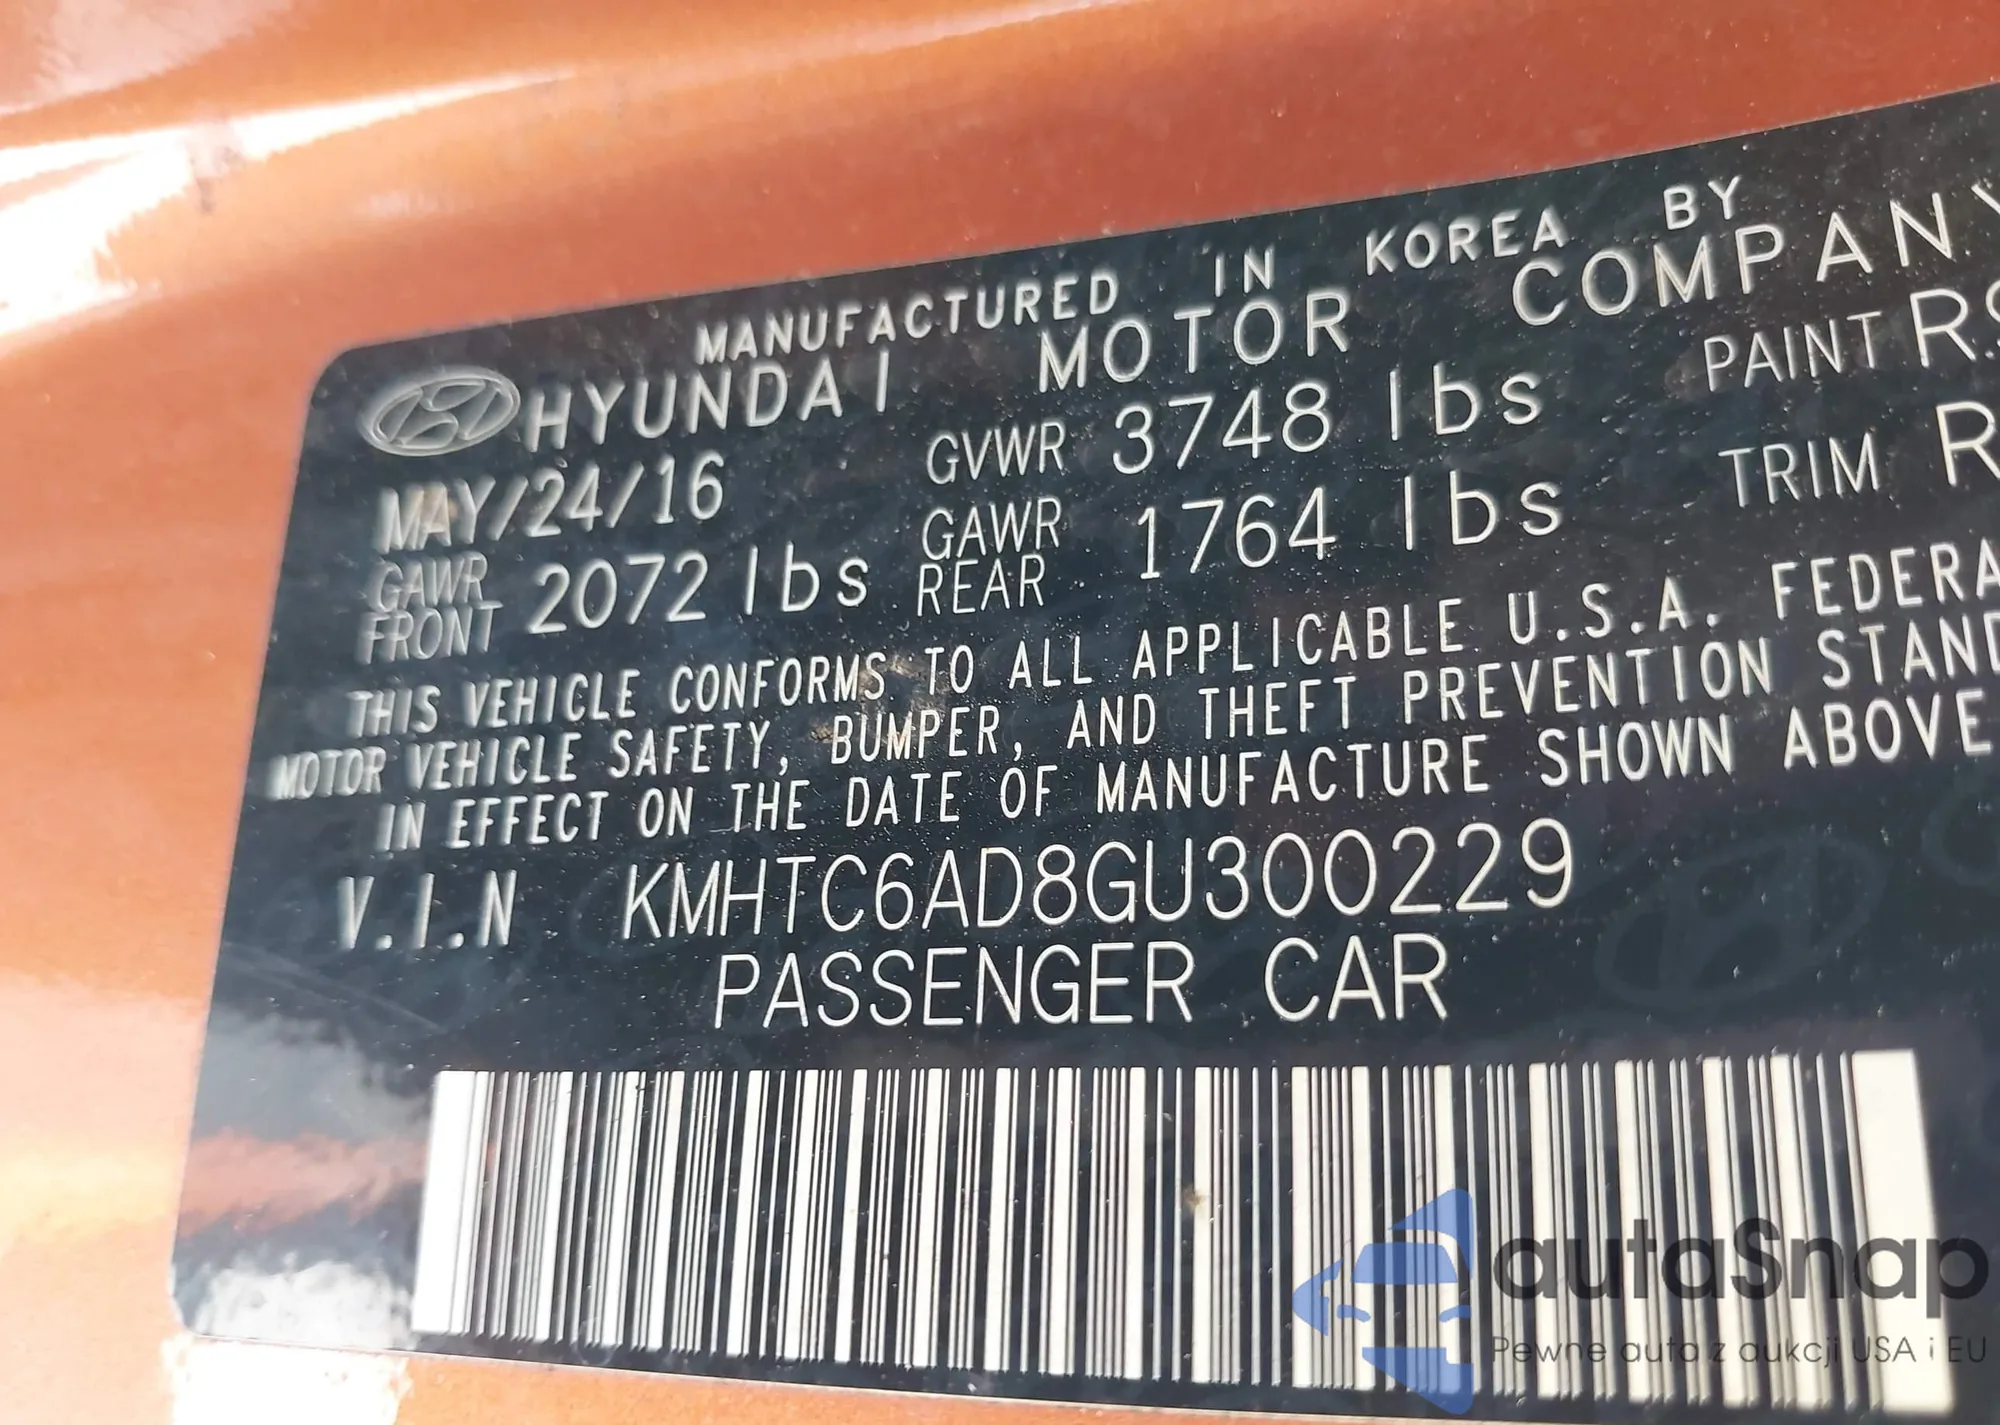 MANUFACTURED IN KOREA BY
HYUNDAI MOTOR COMPANY
MAY/24/16 GVWR 3748 lbs PAINT
GAWR FRONT 2072 lbs GAWR REAR 1764 lbs TRIM
THIS VEHICLE CONFORMS TO ALL APPLICABLE U.S.A. FEDERA
MOTOR VEHICLE SAFETY, BUMPER, AND THEFT PREVENTION STAND
IN EFFECT ON THE DATE OF MANUFACTURE SHOWN ABOVE
V.I.N KMHTC6AD8GU300229
PASSENGER CAR
autaSnap
Pewne auta z aukcji USA i EU